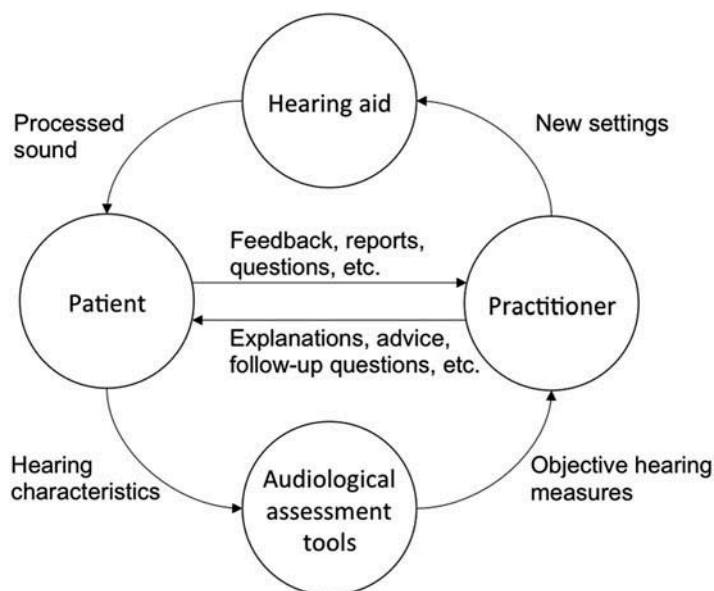 Hearing aid
Processed
sound
New settings
Feedback, reports,
questions, etc.
Patient
Practitioner
Explanations, advice,
follow-up questions, etc.
Hearing
characteristics
Audiological
assessment
tools
Objective hearing
measures